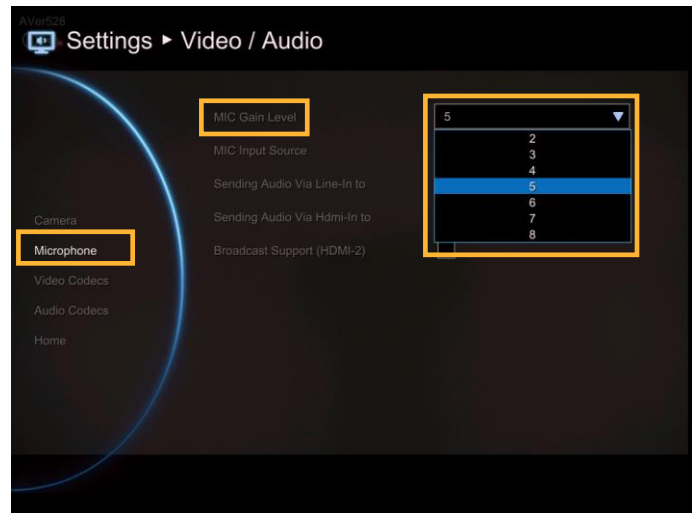 AVer528
Settings ► Video / Audio
MIC Gain Level
5
2
3
4
5
6
7
8
MIC Input Source
Sending Audio Via Line-In to
Sending Audio Via Hdmi-In to
Broadcast Support (HDMI-2)
Camera
Microphone
Video Codecs
Audio Codecs
Home